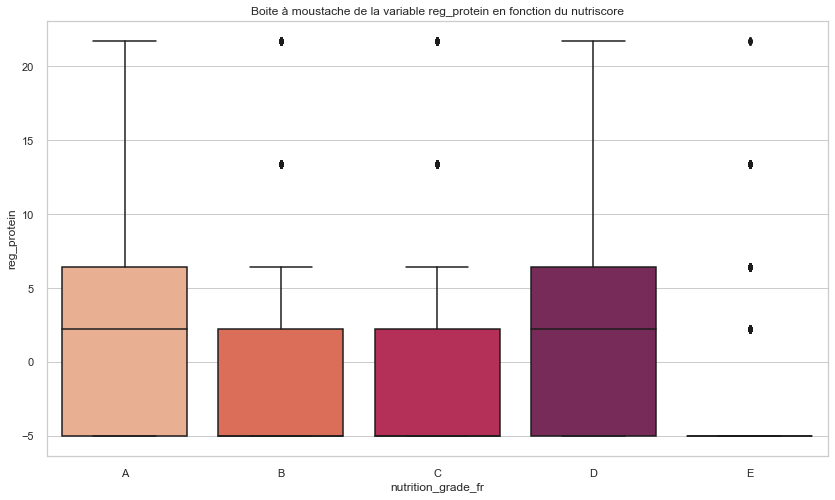 Boite à moustache de la variable reg_protein en fonction du nutriscore
20
15
10
5
0
−5
reg_protein
A B C D E
nutrition_grade_fr